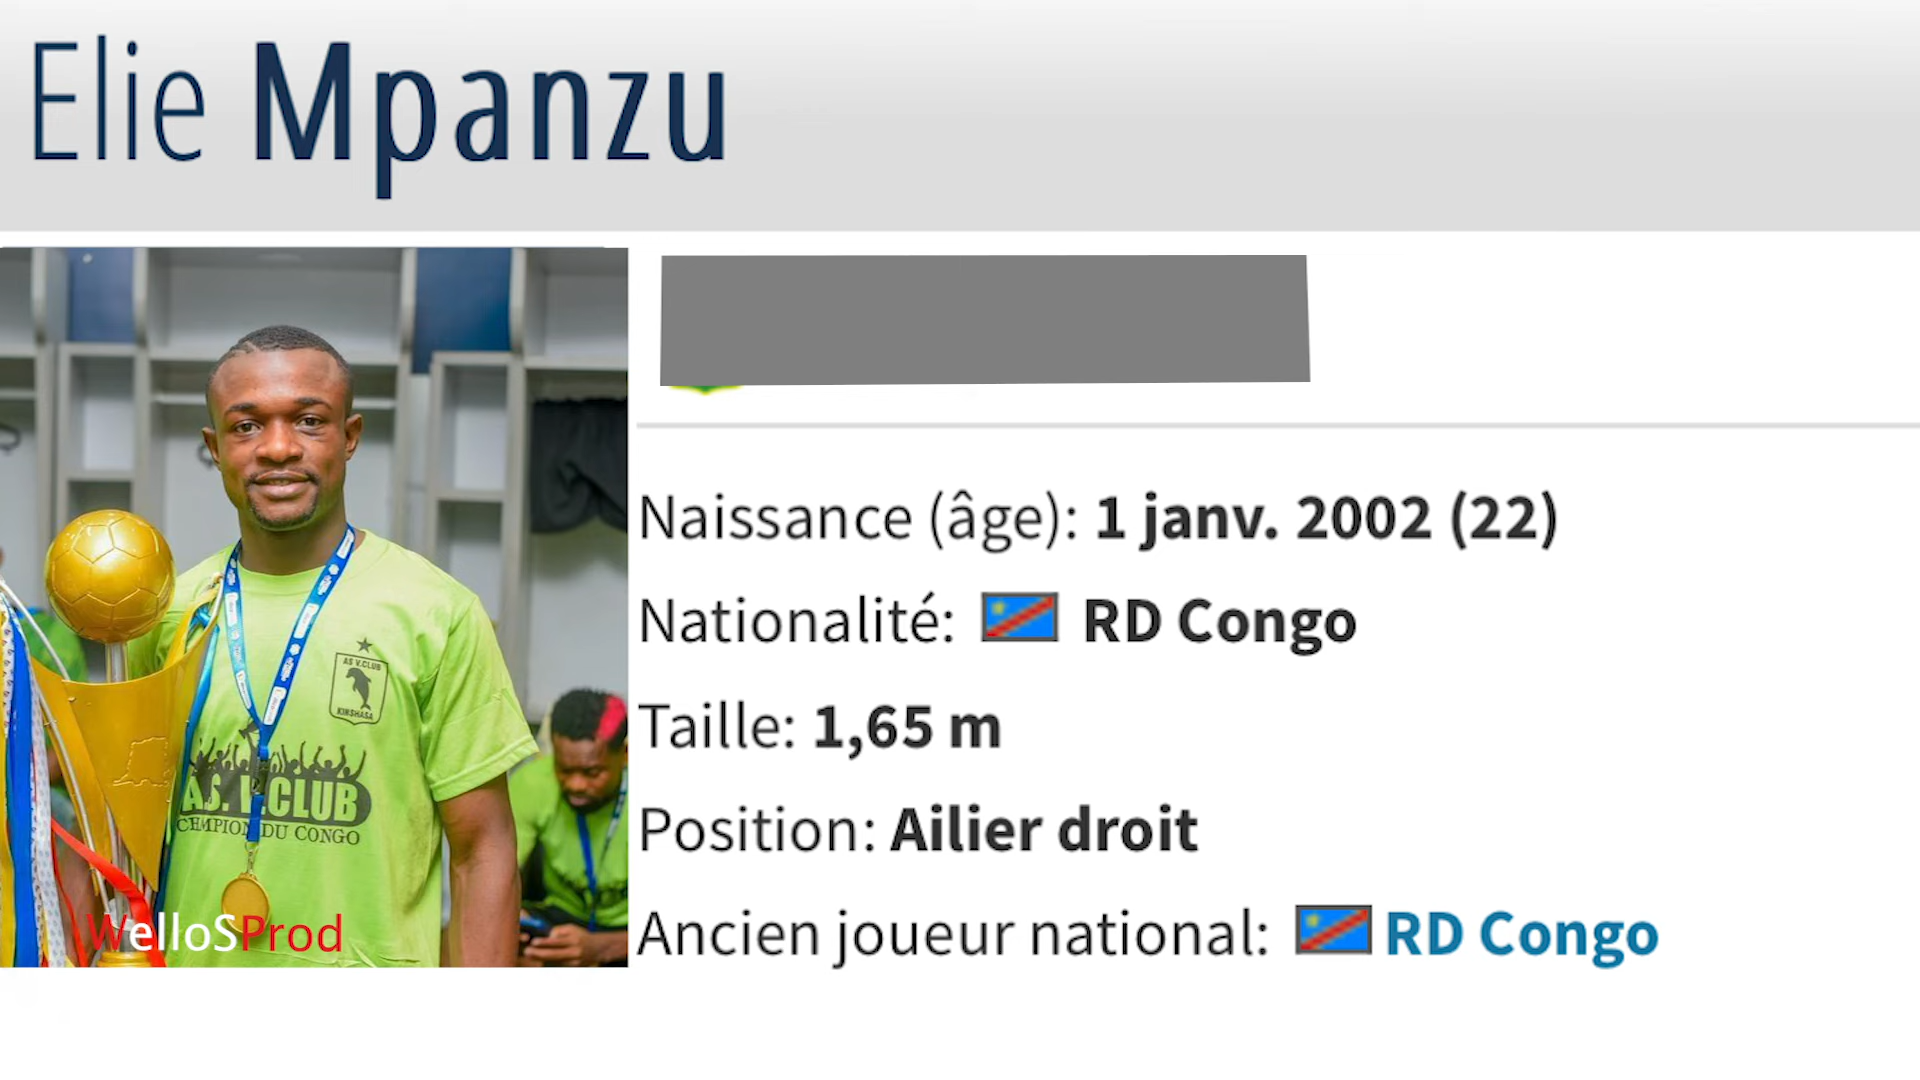 Elie Mpanzu
Naissance (âge): 1 janv. 2002 (22)
Nationalité: RD Congo
Taille: 1,65 m
Position: Ailier droit
Ancien joueur national: RD Congo
AS V.CLUB
KINSHASA
A.S. V.CLUB
CHAMPION DU CONGO
WelloSProd